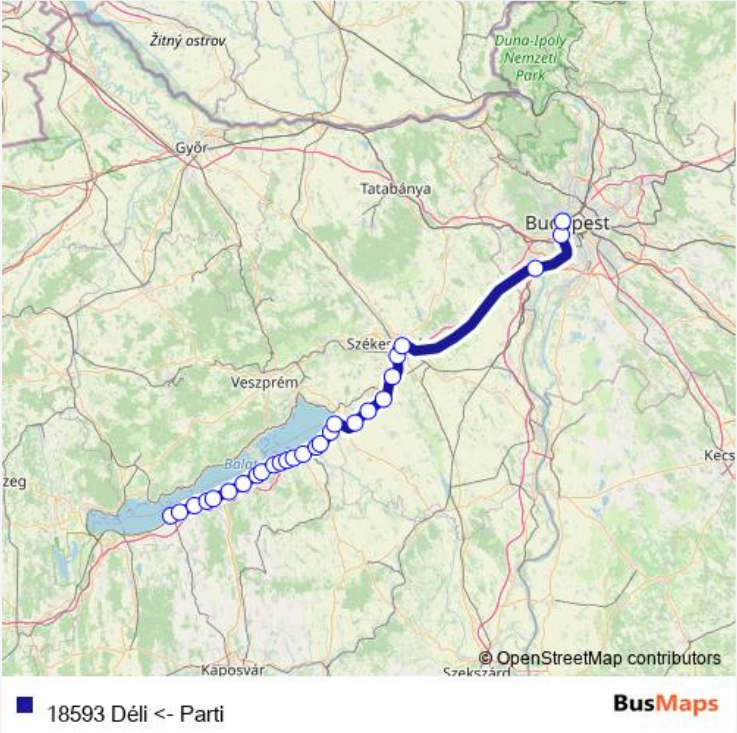 Žitný ostrov
Duna-Ipoly
Nemzeti
Park
Győr
Tatabánya
Budapest
Székes
Veszprém
Balat
zeg
Kecs
Kaposvár
Szekszárd
© OpenStreetMap contributors
18593 Déli <- Parti
BusMaps